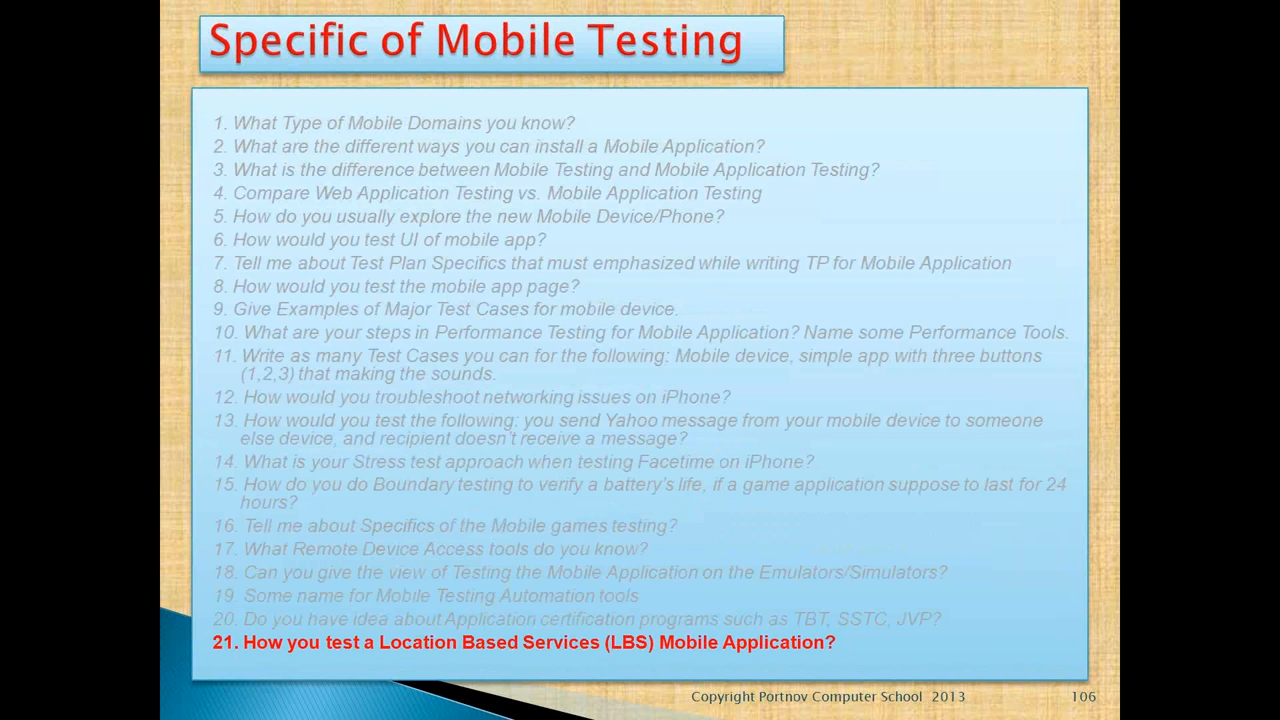 Specific of Mobile Testing
1. What Type of Mobile Domains you know?
2. What are the different ways you can install a Mobile Application?
3. What is the difference between Mobile Testing and Mobile Application Testing?
4. Compare Web Application Testing vs. Mobile Application Testing
5. How do you usually explore the new Mobile Device/Phone?
6. How would you test UI of mobile app?
7. Tell me about Test Plan Specifics that must emphasized while writing TP for Mobile Application
8. How would you test the mobile app page?
9. Give Examples of Major Test Cases for mobile device.
10. What are your steps in Performance Testing for Mobile Application? Name some Performance Tools.
11. Write as many Test Cases you can for the following: Mobile device, simple app with three buttons
(1,2,3) that making the sounds.
12. How would you troubleshoot networking issues on iPhone?
13. How would you test the following: you send Yahoo message from your mobile device to someone
else device, and recipient doesn't receive a message?
14. What is your Stress test approach when testing Facetime on iPhone?
15. How do you do Boundary testing to verify a battery's life, if a game application suppose to last for 24
hours?
16. Tell me about Specifics of the Mobile games testing?
17. What Remote Device Access tools do you know?
18. Can you give the view of Testing the Mobile Application on the Emulators/Simulators?
19. Some name for Mobile Testing Automation tools
20. Do you have idea about Application certification programs such as TBT, SSTC, JVP?
21. How you test a Location Based Services (LBS) Mobile Application?
Copyright Portnov Computer School 2013 106